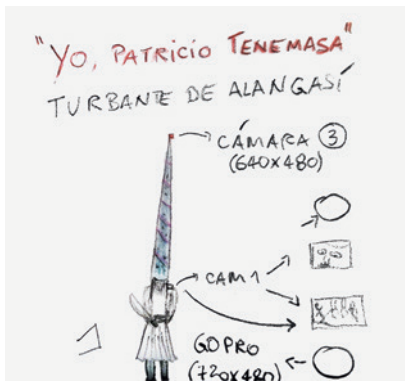 "YO, PATRICIO TENEMASA"
TURBANTE DE ALANGASÍ
CÁMARA 3
(640x480)
CAM 1
GOPRO
(720x480)